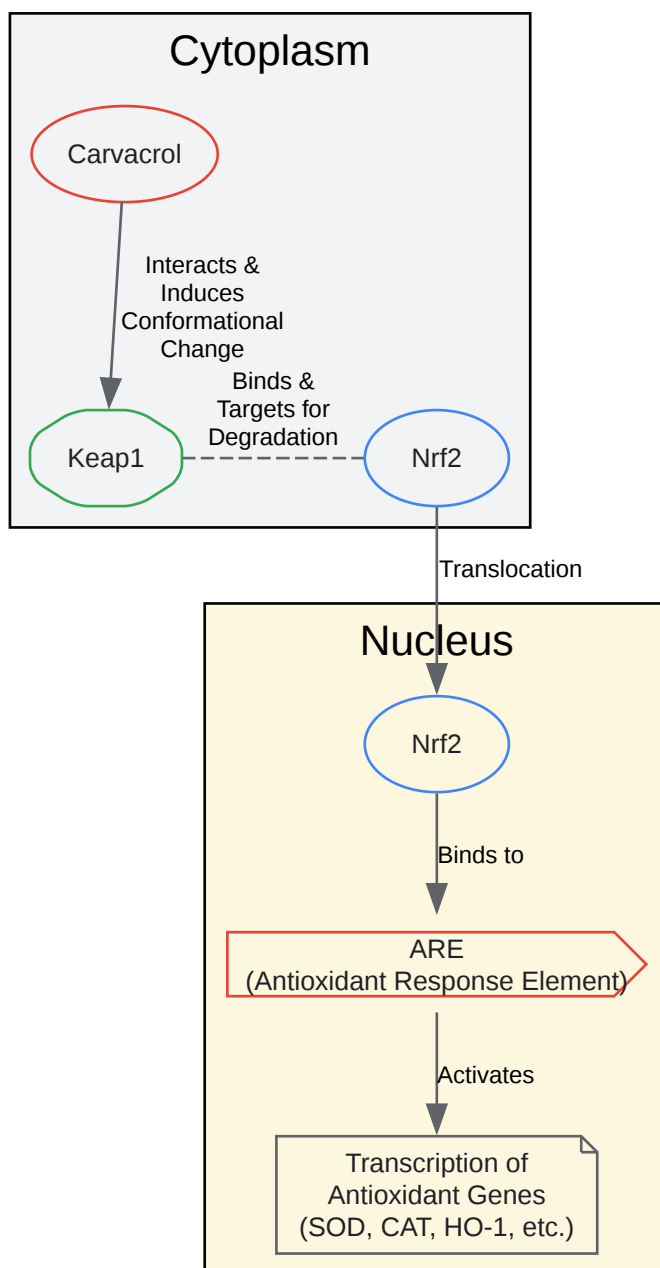 Cytoplasm
Carvacrol
Interacts &
Induces
Conformational
Change
Binds &
Targets for
Degradation
Keap1
Nrf2
Translocation
Nucleus
Nrf2
Binds to
ARE
(Antioxidant Response Element)
Activates
Transcription of
Antioxidant Genes
(SOD, CAT, HO-1, etc.)